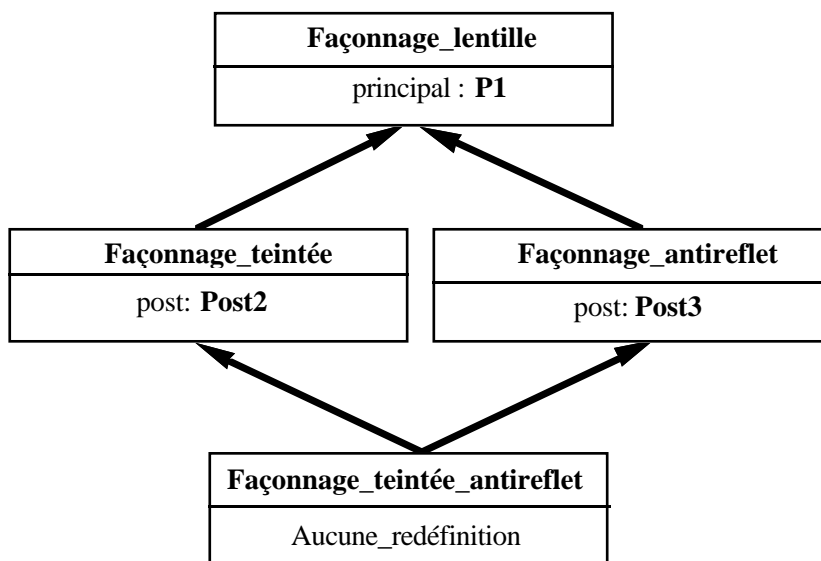 Façonnage_lentille
principal : P1
Façonnage_teintée
post: Post2
Façonnage_antireflet
post: Post3
Façonnage_teintée_antireflet
Aucune_redéfinition